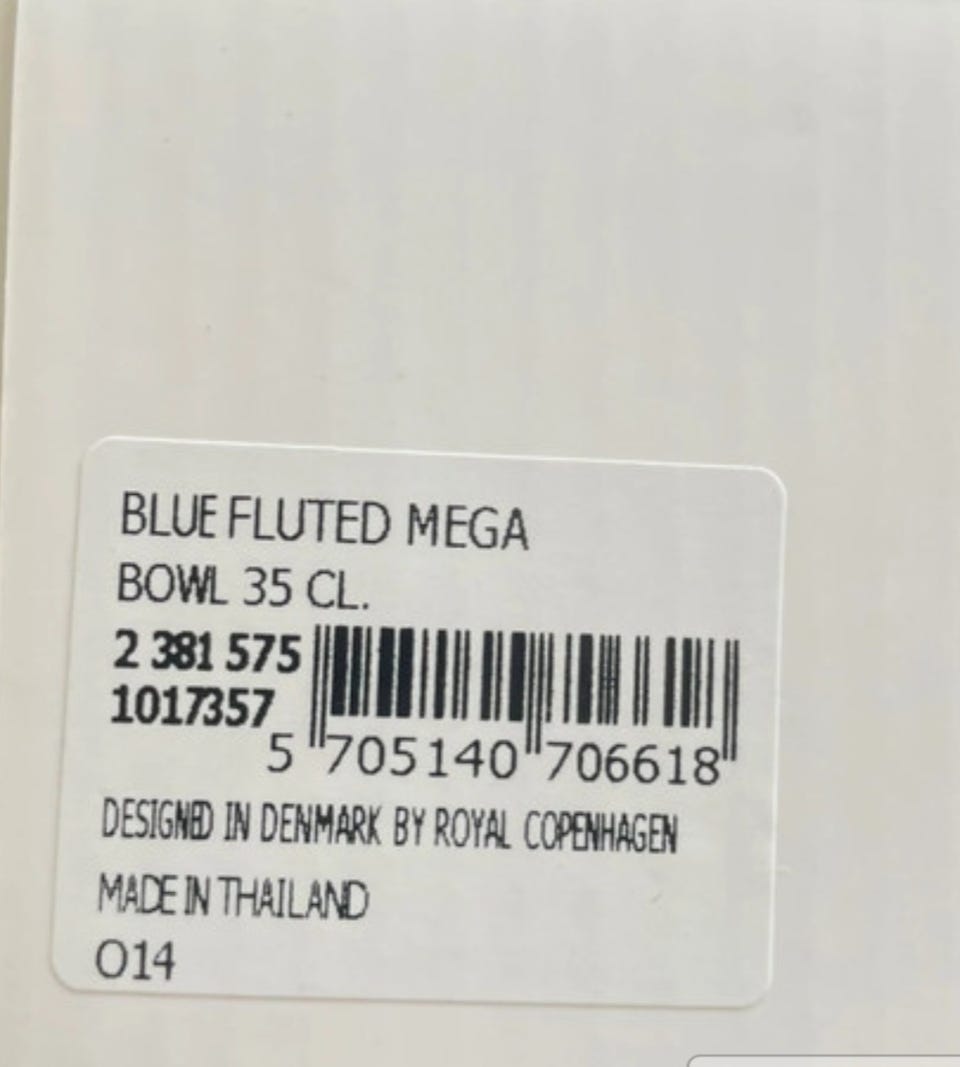 BLUE FLUTED MEGA
BOWL 35 CL.
2 381 575
1017357
5 705140 706618
DESIGNED IN DENMARK BY ROYAL COPENHAGEN
MADE IN THAILAND
O14